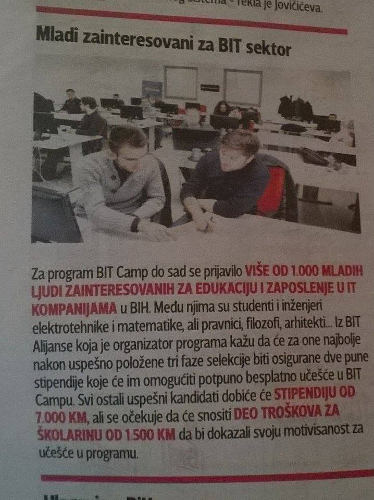 sistema - rekla je Jovičićeva.
Mladi zainteresovani za BIT sektor
Za program BIT Camp do sad se prijavilo VIŠE OD 1.000 MLADIH
LJUDI ZAINTERESOVANIH ZA EDUKACIJU I ZAPOSLENJE U IT
KOMPANIJAMA u BIH. Među njima su studenti i inženjeri
elektrotehnike i matematike, ali pravnici, filozofi, arhitekti... Iz BIT
Alijanse koja je organizator programa kažu da će za one najbolje
nakon uspešno položene tri faze selekcije biti osigurane dve pune
stipendije koje će im omogućiti potpuno besplatno učešće u BIT
Campu. Svi ostali uspešni kandidati dobiće će STIPENDIJU OD
7.000 KM, ali se očekuje da će snositi DEO TROŠKOVA ZA
ŠKOLARINU OD 1.500 KM da bi dokazali svoju motivisanost za
učešće u programu.